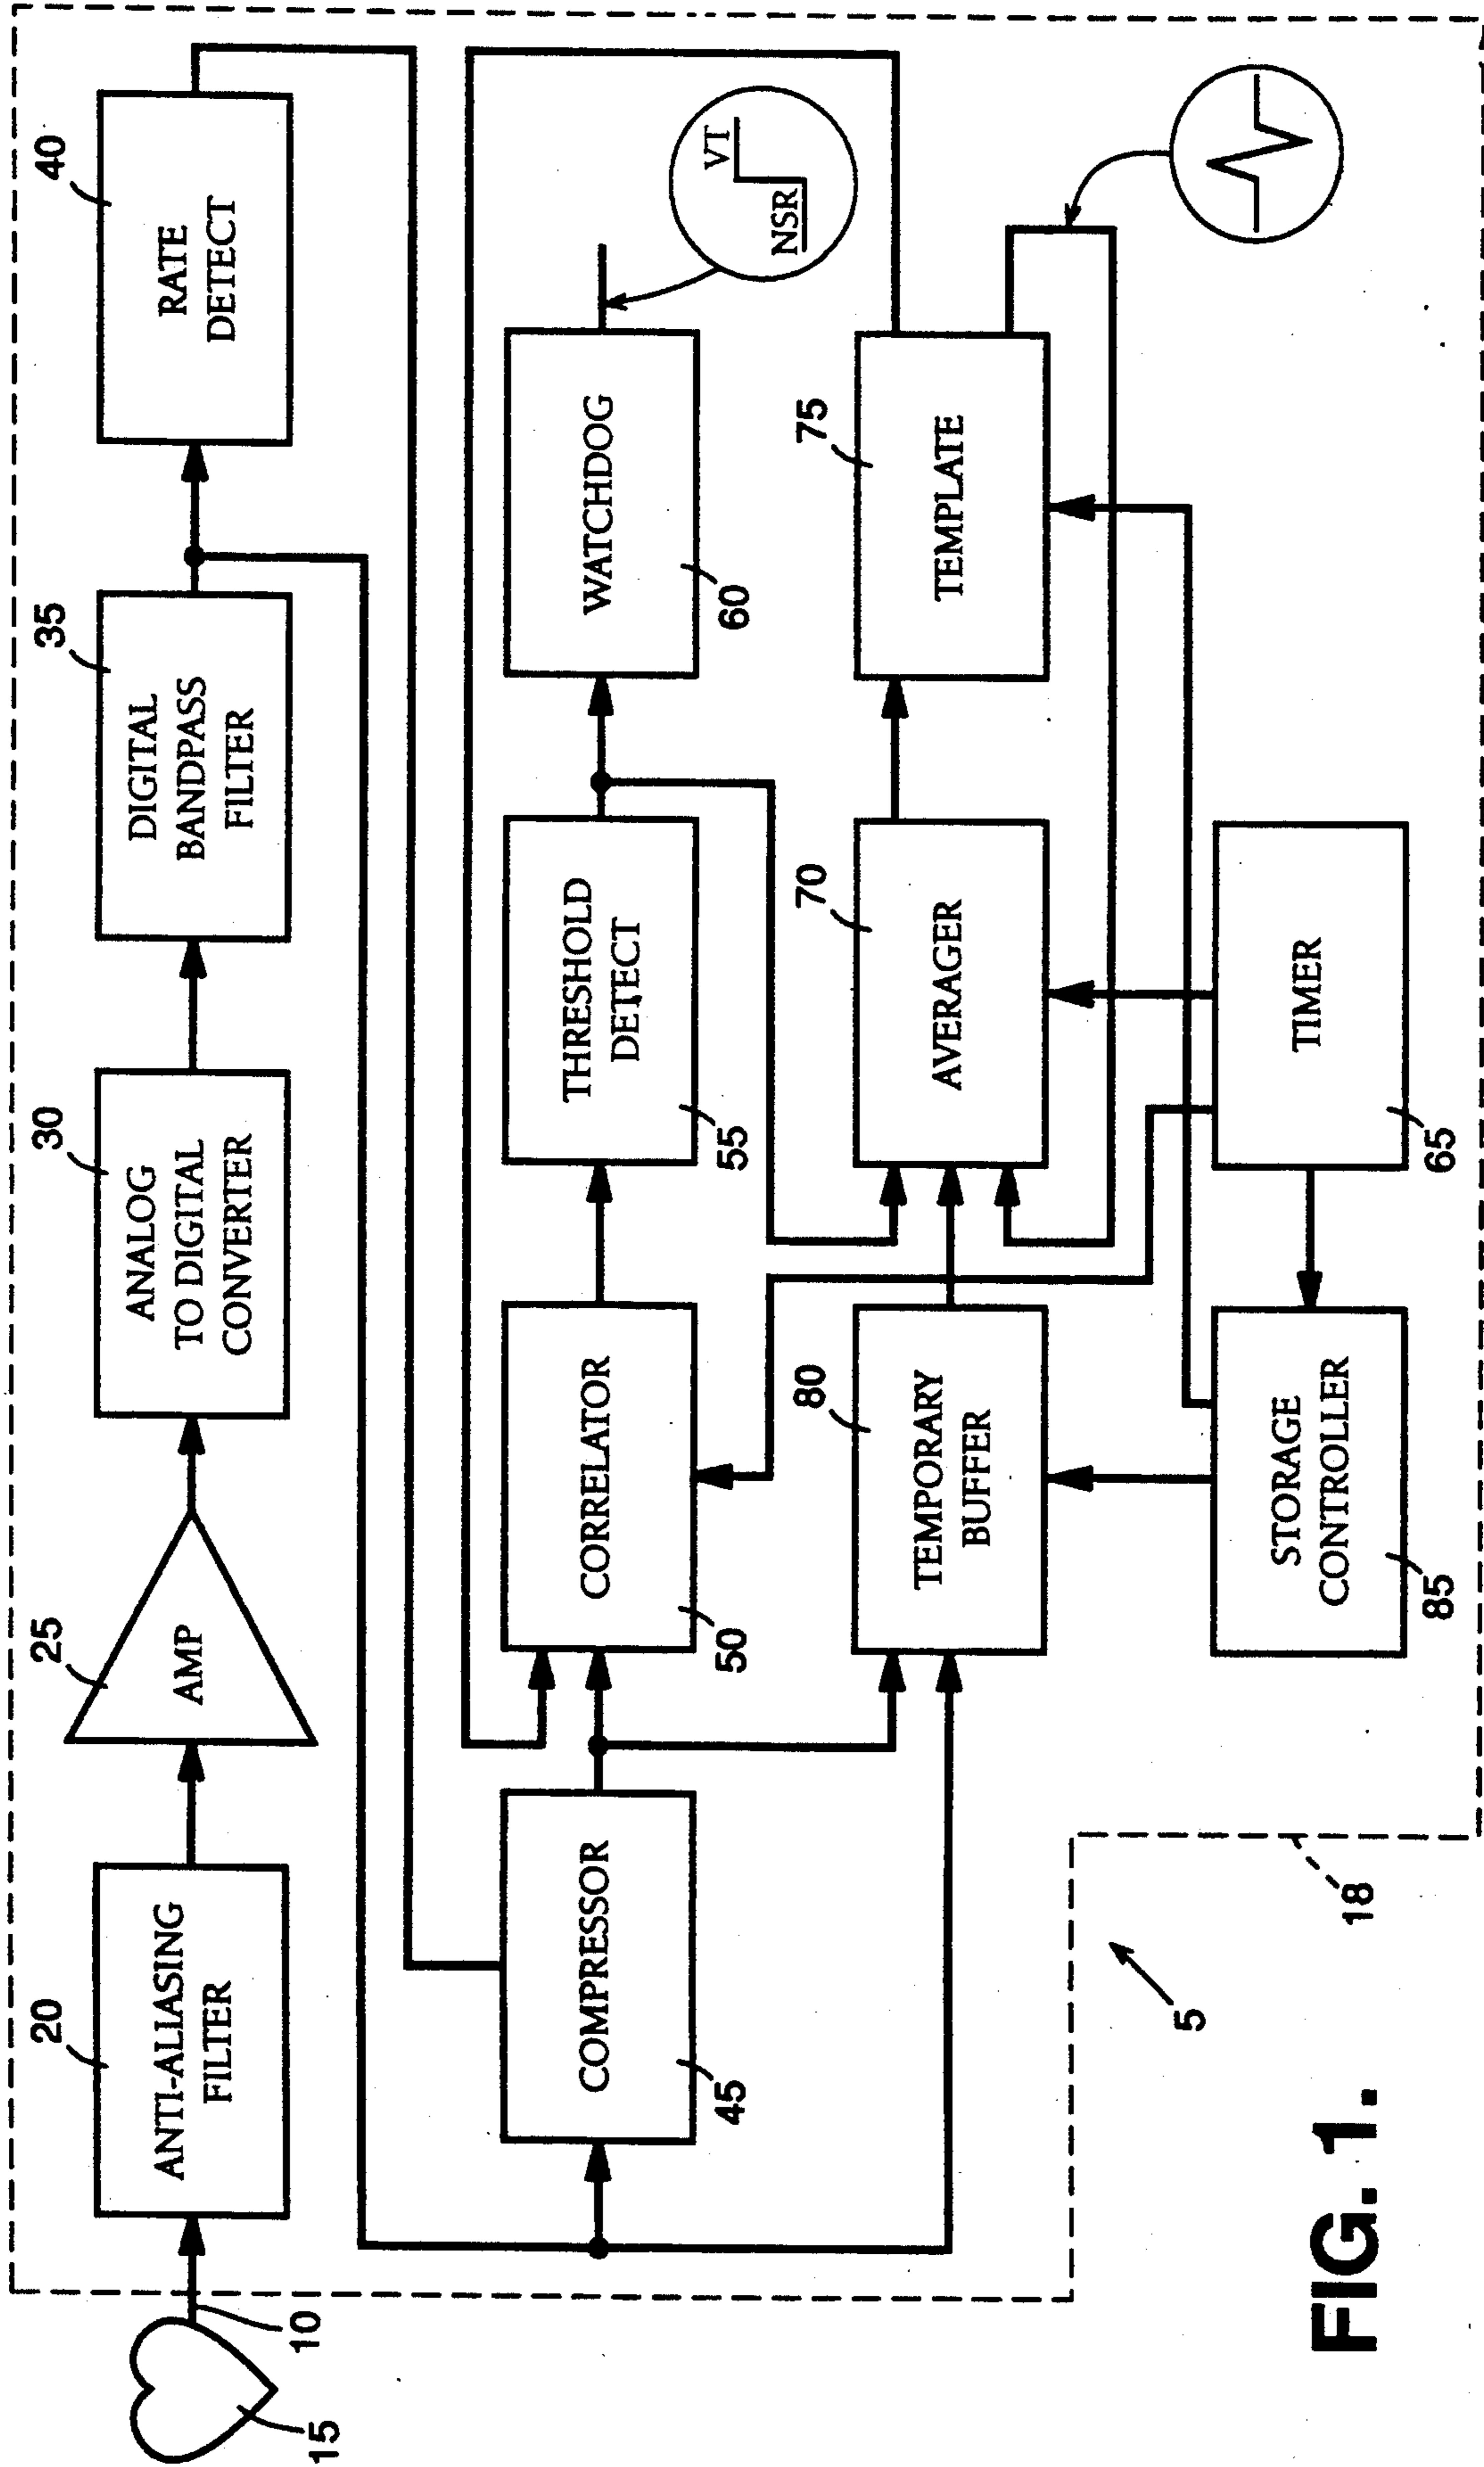 20
25
30
35
40
ANTI-ALIASING
FILTER
AMP
ANALOG
TO DIGITAL
CONVERTER
DIGITAL
BANDPASS
FILTER
RATE
DETECT
10
15
COMPRESSOR
45
CORRELATOR
50
THRESHOLD
DETECT
55
WATCHDOG
60
VT
NSR
80
TEMPORARY
BUFFER
70
AVERAGER
75
TEMPLATE
STORAGE
CONTROLLER
85
TIMER
65
18
5
FIG. 1.